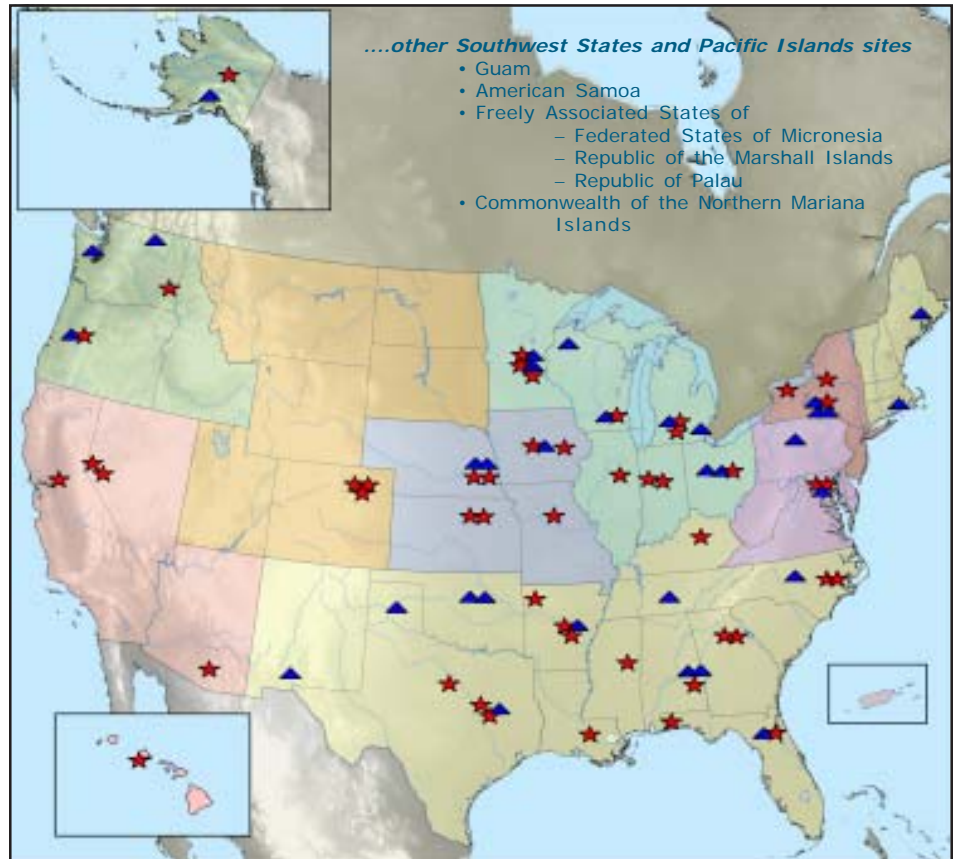 ....other Southwest States and Pacific Islands sites
• Guam
• American Samoa
• Freely Associated States of
– Federated States of Micronesia
– Republic of the Marshall Islands
– Republic of Palau
• Commonwealth of the Northern Mariana
Islands